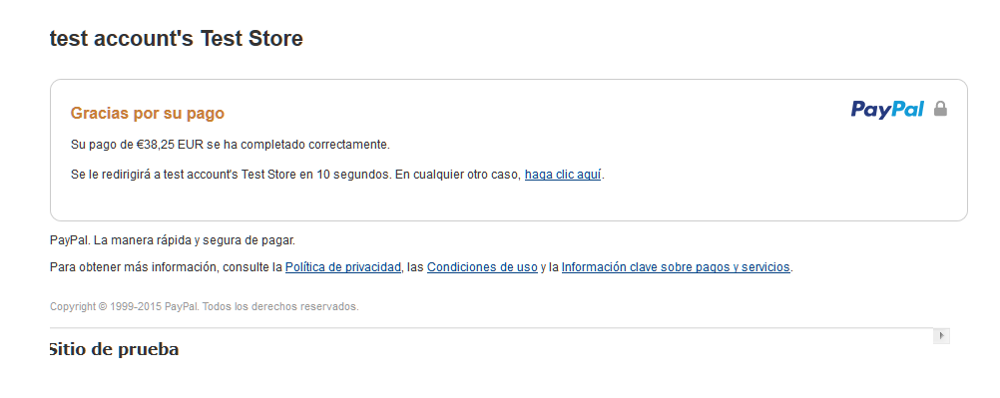 test account's Test Store
Gracias por su pago
PayPal
Su pago de €38,25 EUR se ha completado correctamente.
Se le redirigirá a test account's Test Store en 10 segundos. En cualquier otro caso, haga clic aquí.
PayPal. La manera rápida y segura de pagar.
Para obtener más información, consulte la Política de privacidad, las Condiciones de uso y la Información clave sobre pagos y servicios.
Copyright © 1999-2015 PayPal. Todos los derechos reservados.
Sitio de prueba